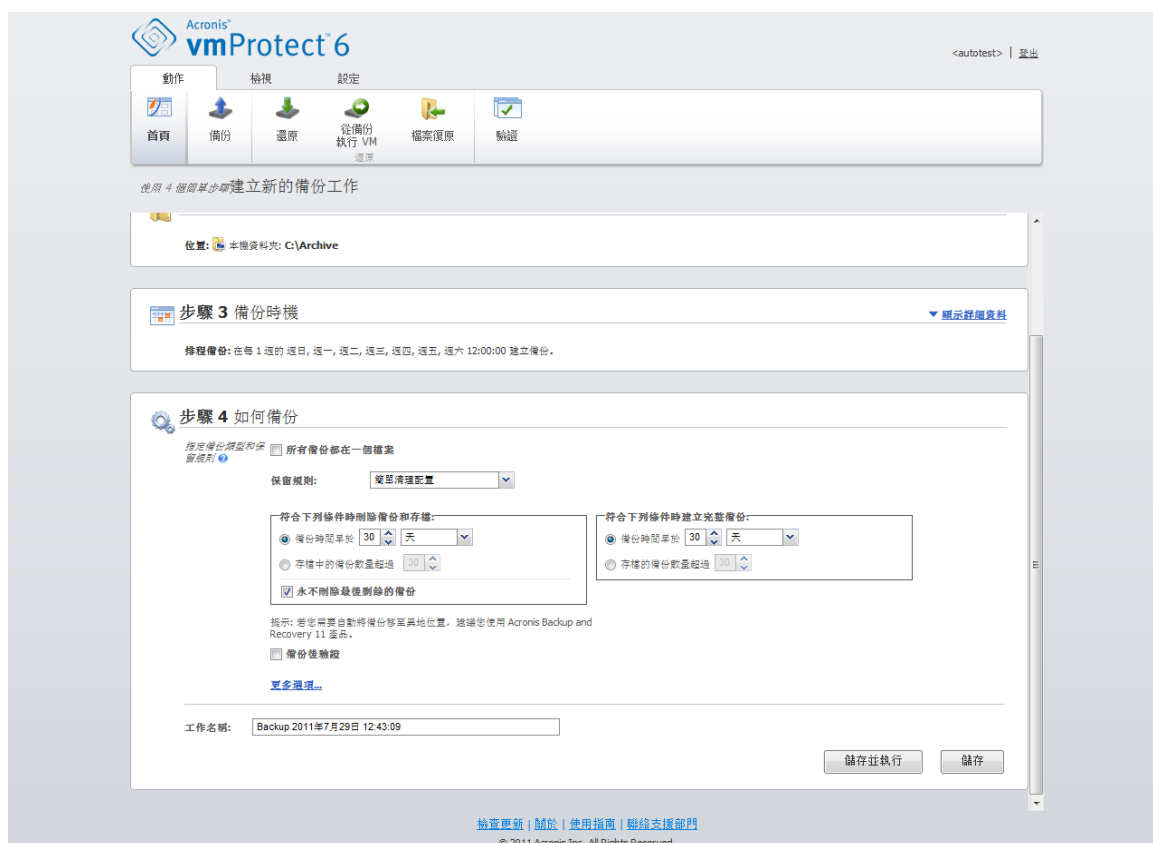 Acronis®
vmProtect™ 6
<autotest> | 登出
動作 檢視 設定
首頁 備份 還原 從備份 執行 VM 檔案復原 驗證
還原
使用 4 個簡單步驟建立新的備份工作
位置: 本機資料夾: C:\Archive
步驟 3 備份時機
顯示詳細資料
排程備份: 在每 1 週的 週日, 週一, 週二, 週三, 週四, 週五, 週六 12:00:00 建立備份。
步驟 4 如何備份
指定備份類型和保
留規則
所有備份都在一個檔案
保留規則: 簡單清理配置
符合下列條件時刪除備份和存檔:
備份時間早於 30 天
存檔中的備份數量超過 30
永不刪除最後剩餘的備份
符合下列條件時建立完整備份:
備份時間早於 30 天
存檔的備份數量超過 30
提示: 若您需要自動將備份移至異地位置，建議您使用 Acronis Backup and
Recovery 11 產品。
備份後驗證
更多選項...
工作名稱: Backup 2011年7月29日 12:43:09
儲存並執行 儲存
檢查更新 | 關於 | 使用指南 | 聯絡支援部門
© 2011 Acronis Inc. All Rights Reserved